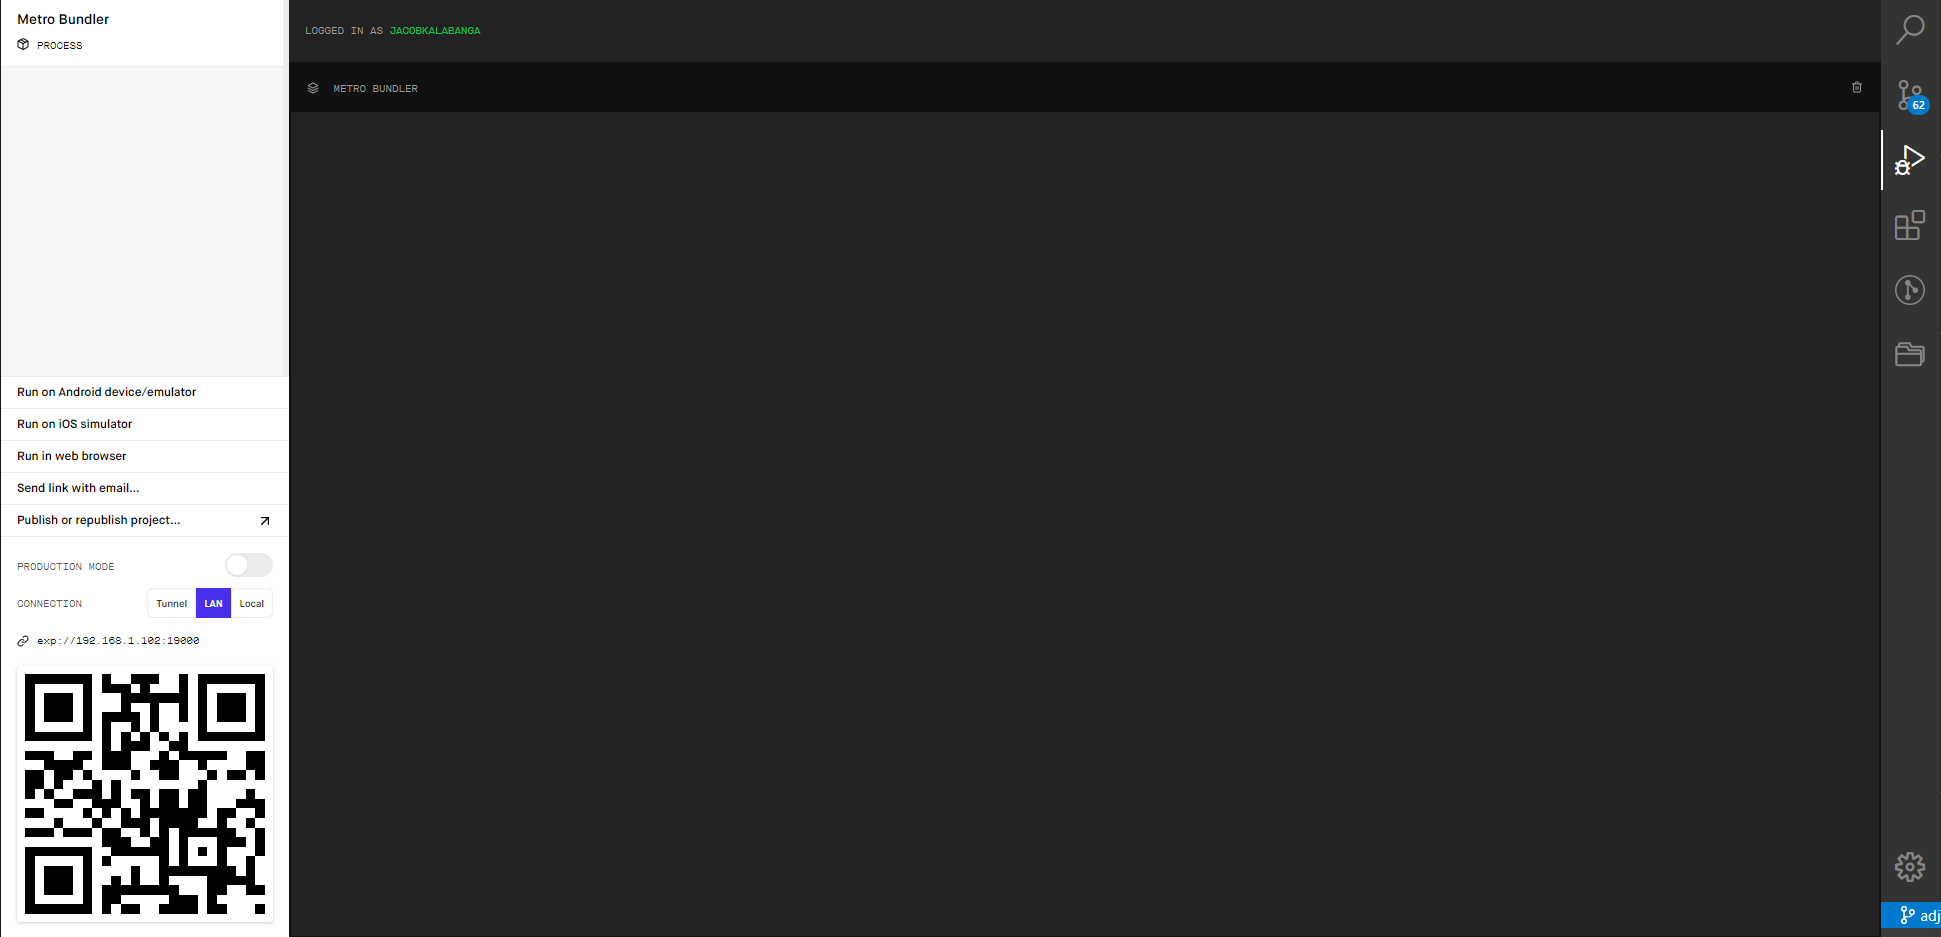 Metro Bundler
PROCESS
Run on Android device/emulator
Run on iOS simulator
Run in web browser
Send link with email...
Publish or republish project...
PRODUCTION MODE
CONNECTION
Tunnel LAN Local
exp://192.168.1.102:19000
LOGGED IN AS JACOBKALABANGA
METRO BUNDLER
62
adj